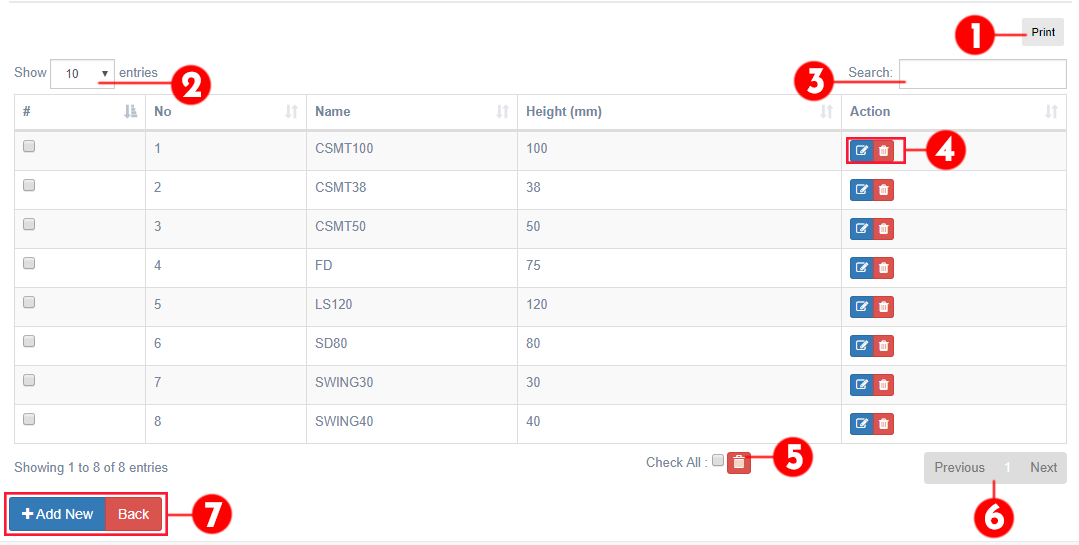 1 Print
Show 10 entries 2 3 Search:
# No Name Height (mm) Action
1 CSMT100 100 4
2 CSMT38 38
3 CSMT50 50
4 FD 75
5 LS120 120
6 SD80 80
7 SWING30 30
8 SWING40 40
Showing 1 to 8 of 8 entries Check All : 5 Previous 1 Next
+Add New Back 7 6